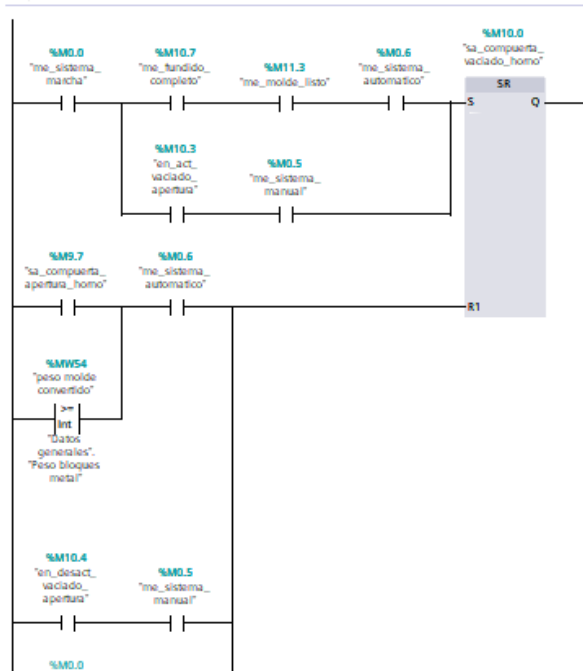 %M10.0
"sa_compuerta_
vaciado_horno"
%M0.0
"me_sistema_
marcha"
%M10.7
"me_fundido_
completo"
%M11.3
"me_molde_listo"
%M0.6
"me_sistema_
automatico"
SR
S
Q
%M10.3
"en_act_
vaciado_
apertura"
%M0.5
"me_sistema_
manual"
%M9.7
"sa_compuerta_
apertura_horno"
%M0.6
"me_sistema_
automatico"
R1
%MW54
"peso molde
convertido"
>=
Int
"Datos
generales".
"Peso bloques
metal"
%M10.4
"en_desact_
vaciado_
apertura"
%M0.5
"me_sistema_
manual"
%M0.0